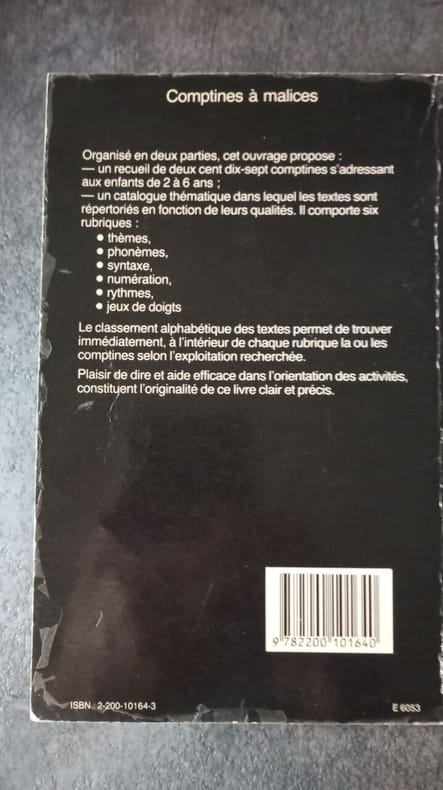 Comptines à malices
Organisé en deux parties, cet ouvrage propose :
— un recueil de deux cent dix-sept comptines s'adressant
aux enfants de 2 à 6 ans ;
— un catalogue thématique dans lequel les textes sont
répertoriés en fonction de leurs qualités. Il comporte six
rubriques :
● thèmes,
● phonèmes,
● syntaxe,
● numération,
● rythmes,
● jeux de doigts
Le classement alphabétique des textes permet de trouver
immédiatement, à l'intérieur de chaque rubrique la ou les
comptines selon l'exploitation recherchée.
Plaisir de dire et aide efficace dans l'orientation des activités,
constituent l'originalité de ce livre clair et précis.
9 782200 101640
ISBN : 2-200-10164-3
E 6053